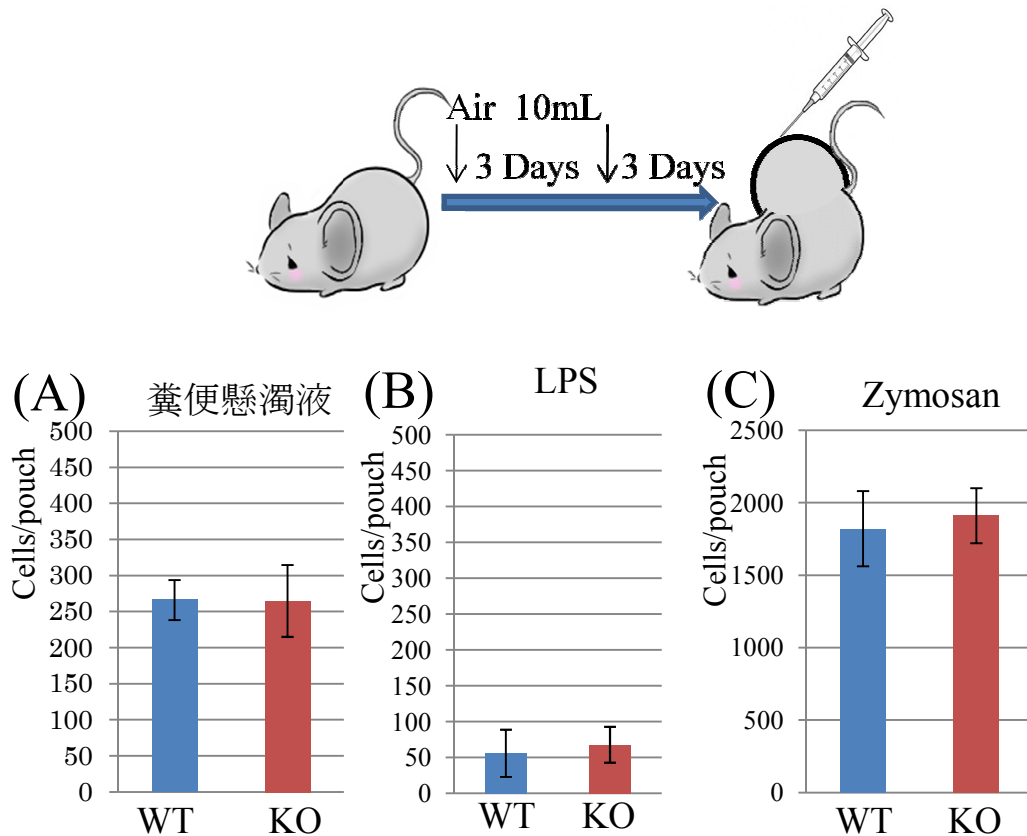 Air 10mL
3 Days 3 Days
(A) 糞便懸濁液
Cells/pouch
500
450
400
350
300
250
200
150
100
50
0
WT KO
(B) LPS
Cells/pouch
500
450
400
350
300
250
200
150
100
50
0
WT KO
(C) Zymosan
Cells/pouch
2500
2000
1500
1000
500
0
WT KO